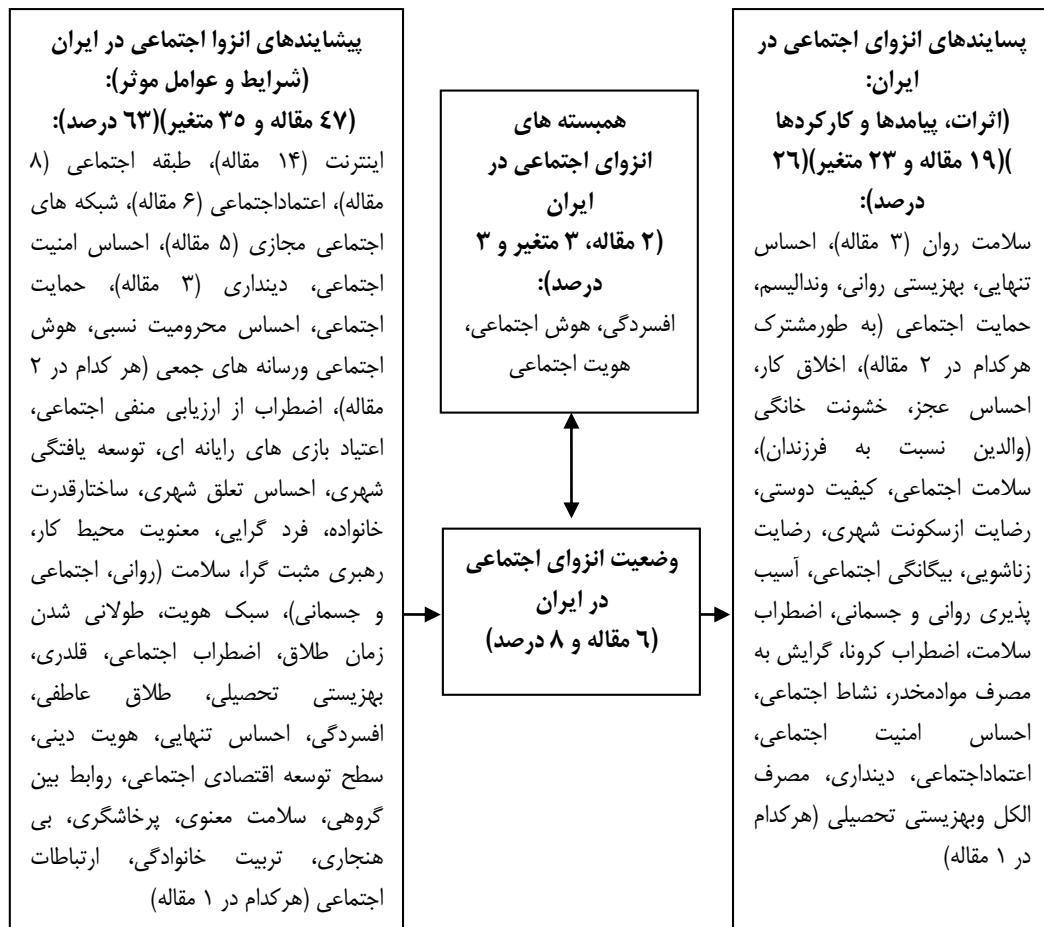 پیشایندهای انزوا اجتماعی در ایران
(شرایط و عوامل موثر):
(٤٧ مقاله و ٣٥ متغیر)(٦٣ درصد):
اینترنت (۱۴ مقاله)، طبقه اجتماعی (۸
مقاله)، اعتماداجتماعی (۶ مقاله)، شبکه های
اجتماعی مجازی (۵ مقاله)، احساس امنیت
اجتماعی، دینداری (۳ مقاله)، حمایت
اجتماعی، احساس محرومیت نسبی، هوش
اجتماعی ورسانه های جمعی (هر کدام در ۲
مقاله)، اضطراب از ارزیابی منفی اجتماعی،
اعتیاد بازی های رایانه ای، توسعه یافتگی
شهری، احساس تعلق شهری، ساختارقدرت
خانواده، فرد گرایی، معنویت محیط کار،
رهبری مثبت گرا، سلامت (روانی، اجتماعی
و جسمانی)، سبک هویت، طولانی شدن
زمان طلاق، اضطراب اجتماعی، قلدری،
بهزیستی تحصیلی، طلاق عاطفی،
افسردگی، احساس تنهایی، هویت دینی،
سطح توسعه اقتصادی اجتماعی، روابط بین
گروهی، سلامت معنوی، پرخاشگری، بی
هنجاری، تربیت خانوادگی، ارتباطات
اجتماعی (هرکدام در ۱ مقاله)
همبسته های
انزوای اجتماعی در
ایران
(٢ مقاله، ٣ متغیر و ٣
درصد):
افسردگی، هوش اجتماعی،
هویت اجتماعی
وضعیت انزوای اجتماعی
در ایران
(٦ مقاله و ٨ درصد)
پسایندهای انزوای اجتماعی در
ایران:
(اثرات، پیامدها و کارکردها
)(١٩ مقاله و ٢٣ متغیر)(٢٦
درصد):
سلامت روان (۳ مقاله)، احساس
تنهایی، بهزیستی روانی، وندالیسم،
حمایت اجتماعی (به طورمشترک
هرکدام در ۲ مقاله)، اخلاق کار،
احساس عجز، خشونت خانگی
(والدین نسبت به فرزندان)،
سلامت اجتماعی، کیفیت دوستی،
رضایت ازسکونت شهری، رضایت
زناشویی، بیگانگی اجتماعی، آسیب
پذیری روانی و جسمانی، اضطراب
سلامت، اضطراب کرونا، گرایش به
مصرف موادمخدر، نشاط اجتماعی،
احساس امنیت اجتماعی،
اعتماداجتماعی، دینداری، مصرف
الکل وبهزیستی تحصیلی (هرکدام
در ۱ مقاله)